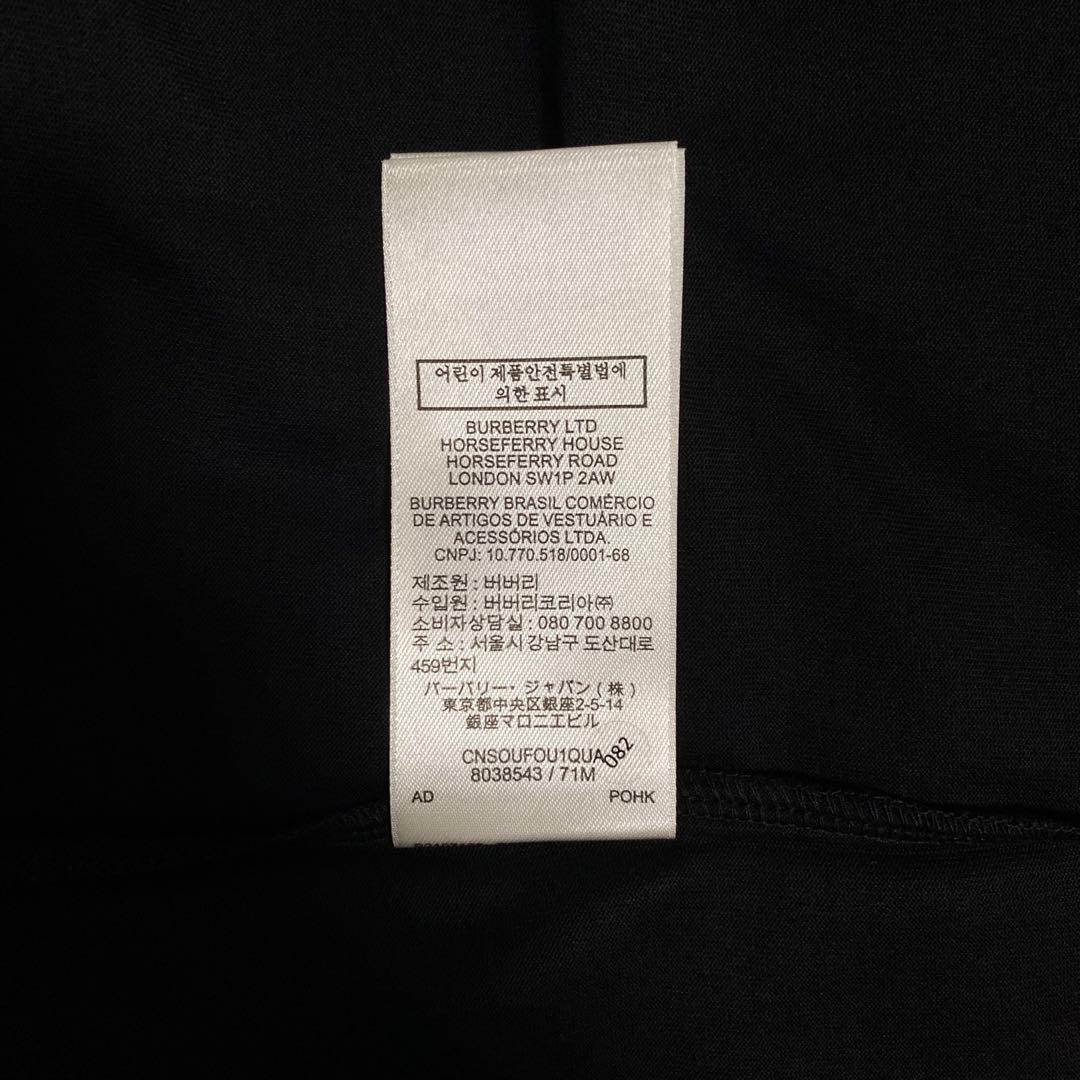 어린이 제품안전특별법에
의한 표시
BURBERRY LTD
HORSEFERRY HOUSE
HORSEFERRY ROAD
LONDON SW1P 2AW
BURBERRY BRASIL COMÉRCIO
DE ARTIGOS DE VESTUÁRIO E
ACESSÓRIOS LTDA.
CNPJ: 10.770.518/0001-68
제조원 : 버버리
수입원 : 버버리코리아㈜
소비자상담실 : 080 700 8800
주 소 : 서울시 강남구 도산대로
459번지
バーバリー・ジャパン(株)
東京都中央区銀座2-5-14
銀座マロニエビル
CNSOUFOU1QUA
082
8038543 / 71M
AD POHK